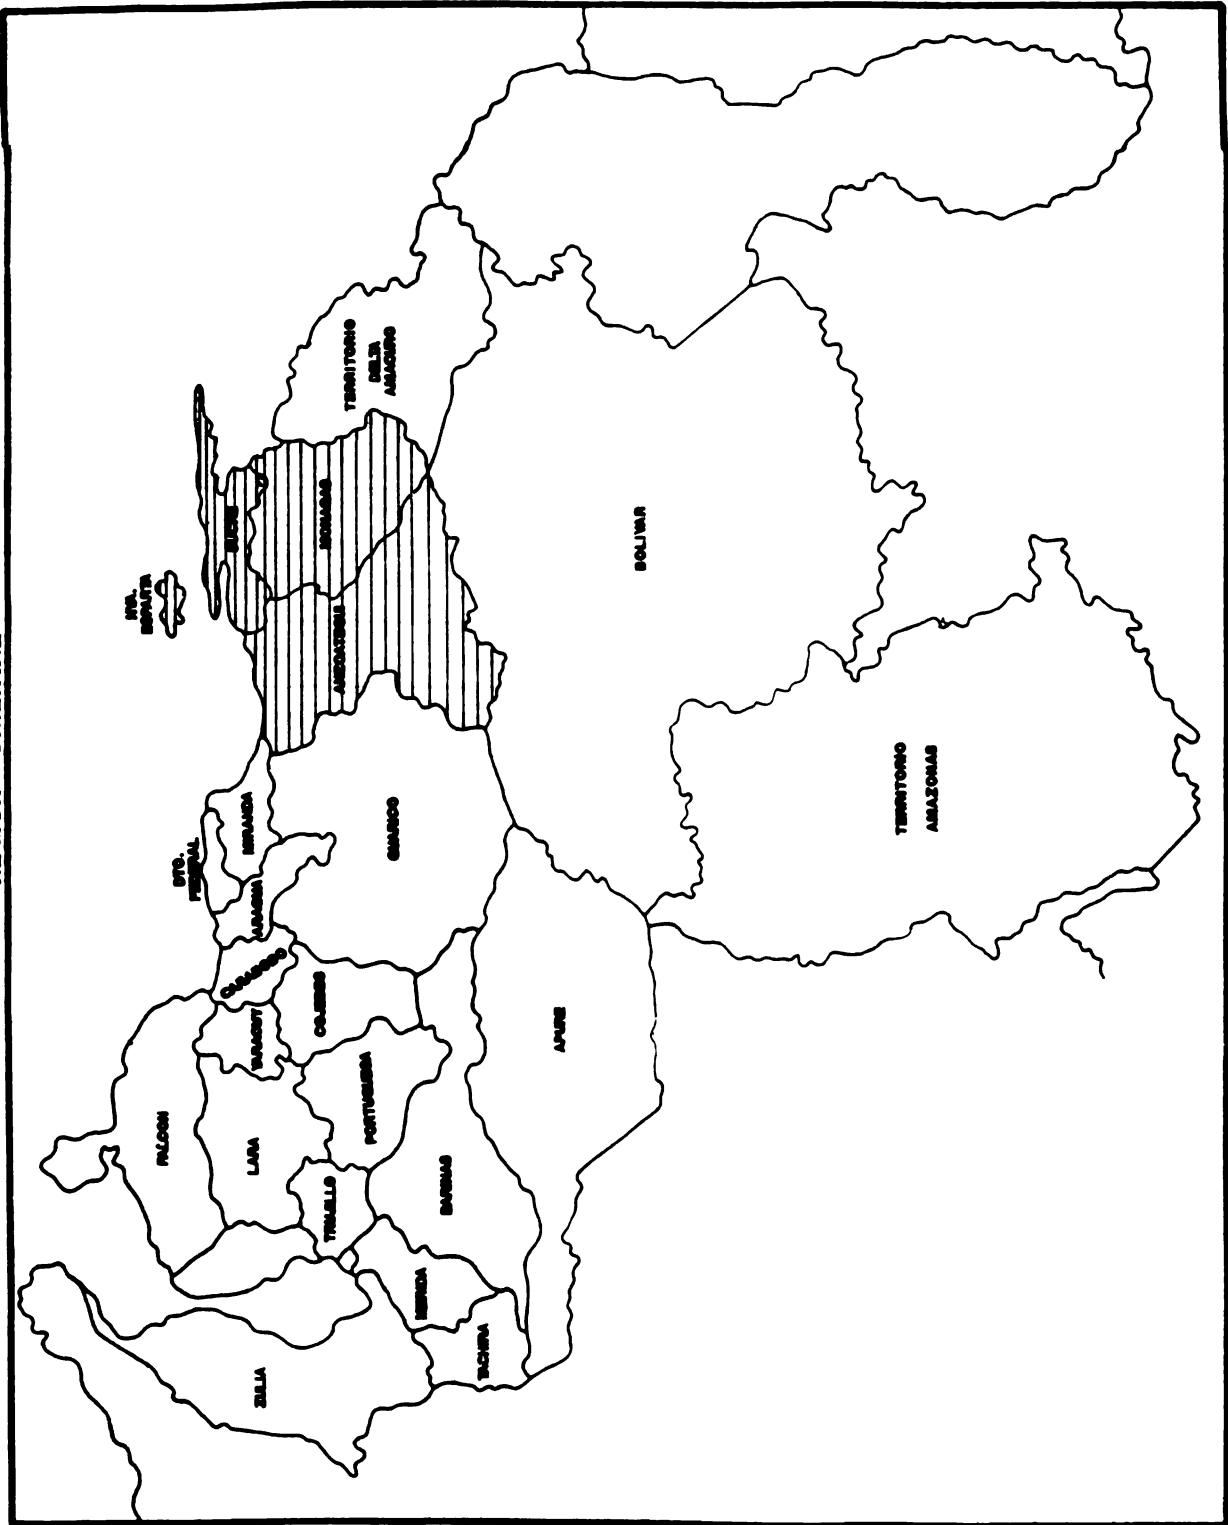 NVA.
ESPARTA
SUCRE
MONAGAS
ANZOATEGUI
TERRITORIO
DELTA
AMACURO
DTO.
FEDERAL
MIRANDA
ARAGUA
CARABOBO
YARACUY
COJEDES
GUARICO
FALCON
LARA
PORTUGUESA
TRUJILLO
BARINAS
MERIDA
TACHIRA
ZULIA
APURE
BOLIVAR
TERRITORIO
AMAZONAS